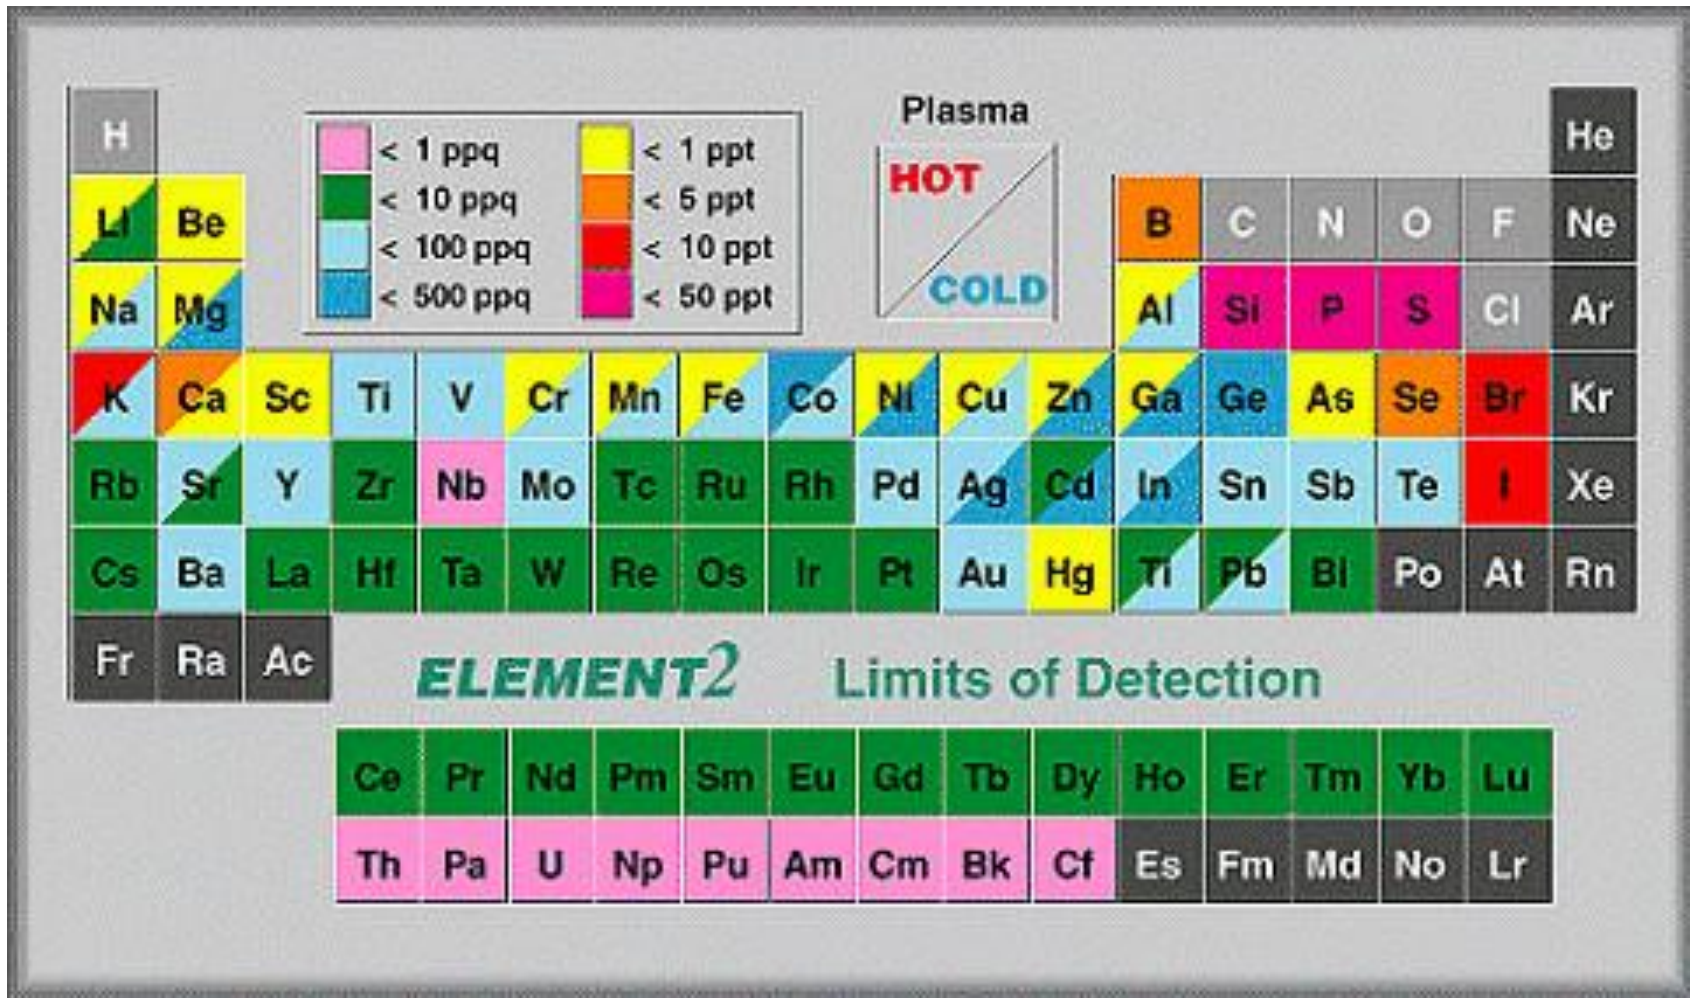 Plasma
H
He
< 1 ppq
< 1 ppt
HOT
< 10 ppq
< 5 ppt
< 100 ppq
< 10 ppt
COLD
< 500 ppq
< 50 ppt
Li Be B C N O F Ne
Na Mg Al Si P S Cl Ar
K Ca Sc Ti V Cr Mn Fe Co Ni Cu Zn Ga Ge As Se Br Kr
Rb Sr Y Zr Nb Mo Tc Ru Rh Pd Ag Cd In Sn Sb Te I Xe
Cs Ba La Hf Ta W Re Os Ir Pt Au Hg Ti Pb Bi Po At Rn
Fr Ra Ac
ELEMENT2 Limits of Detection
Ce Pr Nd Pm Sm Eu Gd Tb Dy Ho Er Tm Yb Lu
Th Pa U Np Pu Am Cm Bk Cf Es Fm Md No Lr